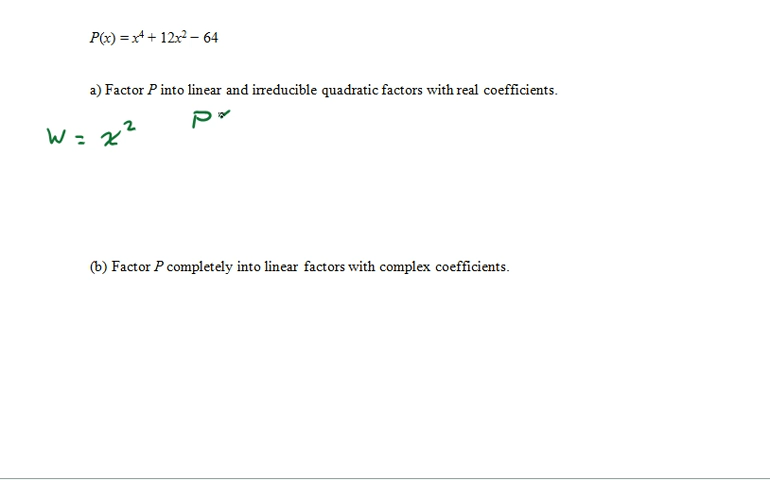 P(x) = x⁴ + 12x² – 64
a) Factor P into linear and irreducible quadratic factors with real coefficients.
P
W = x²
(b) Factor P completely into linear factors with complex coefficients.